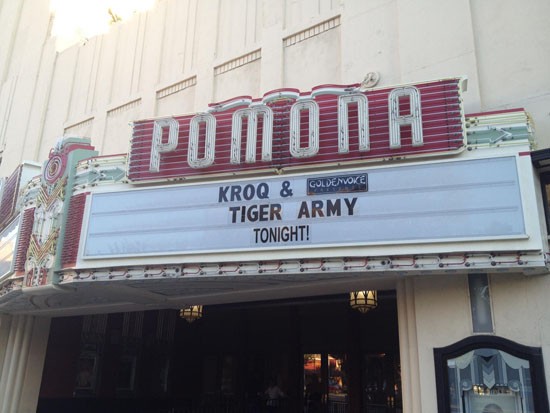 POMONA
KROQ & GOLDENVOICE
TIGER ARMY
TONIGHT!